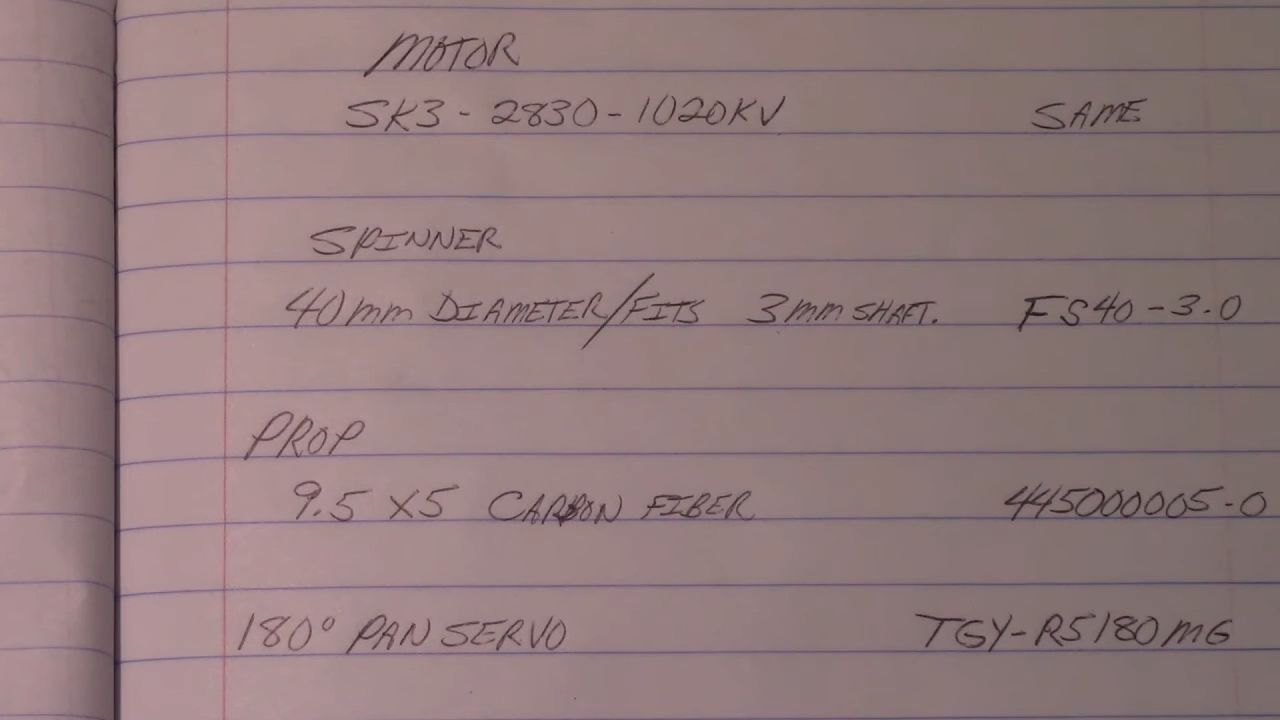 MOTOR
SK3-2830-1020KV SAME
SPINNER
40mm DIAMETER/FITS 3mm SHAFT. FS40-3.0
PROP
9.5 X5 CARBON FIBER 445000005-0
180° PAN SERVO TGY-R5180MG